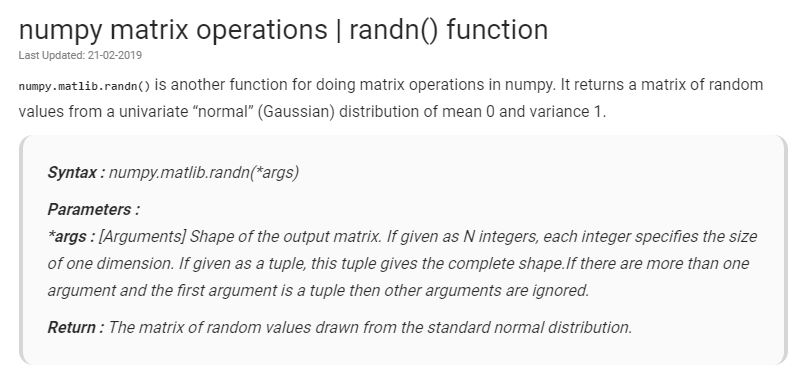 numpy matrix operations | randn() function
Last Updated: 21-02-2019
numpy.matlib.randn() is another function for doing matrix operations in numpy. It returns a matrix of random
values from a univariate “normal” (Gaussian) distribution of mean 0 and variance 1.
Syntax : numpy.matlib.randn(*args)
Parameters :
*args : [Arguments] Shape of the output matrix. If given as N integers, each integer specifies the size
of one dimension. If given as a tuple, this tuple gives the complete shape.If there are more than one
argument and the first argument is a tuple then other arguments are ignored.
Return : The matrix of random values drawn from the standard normal distribution.